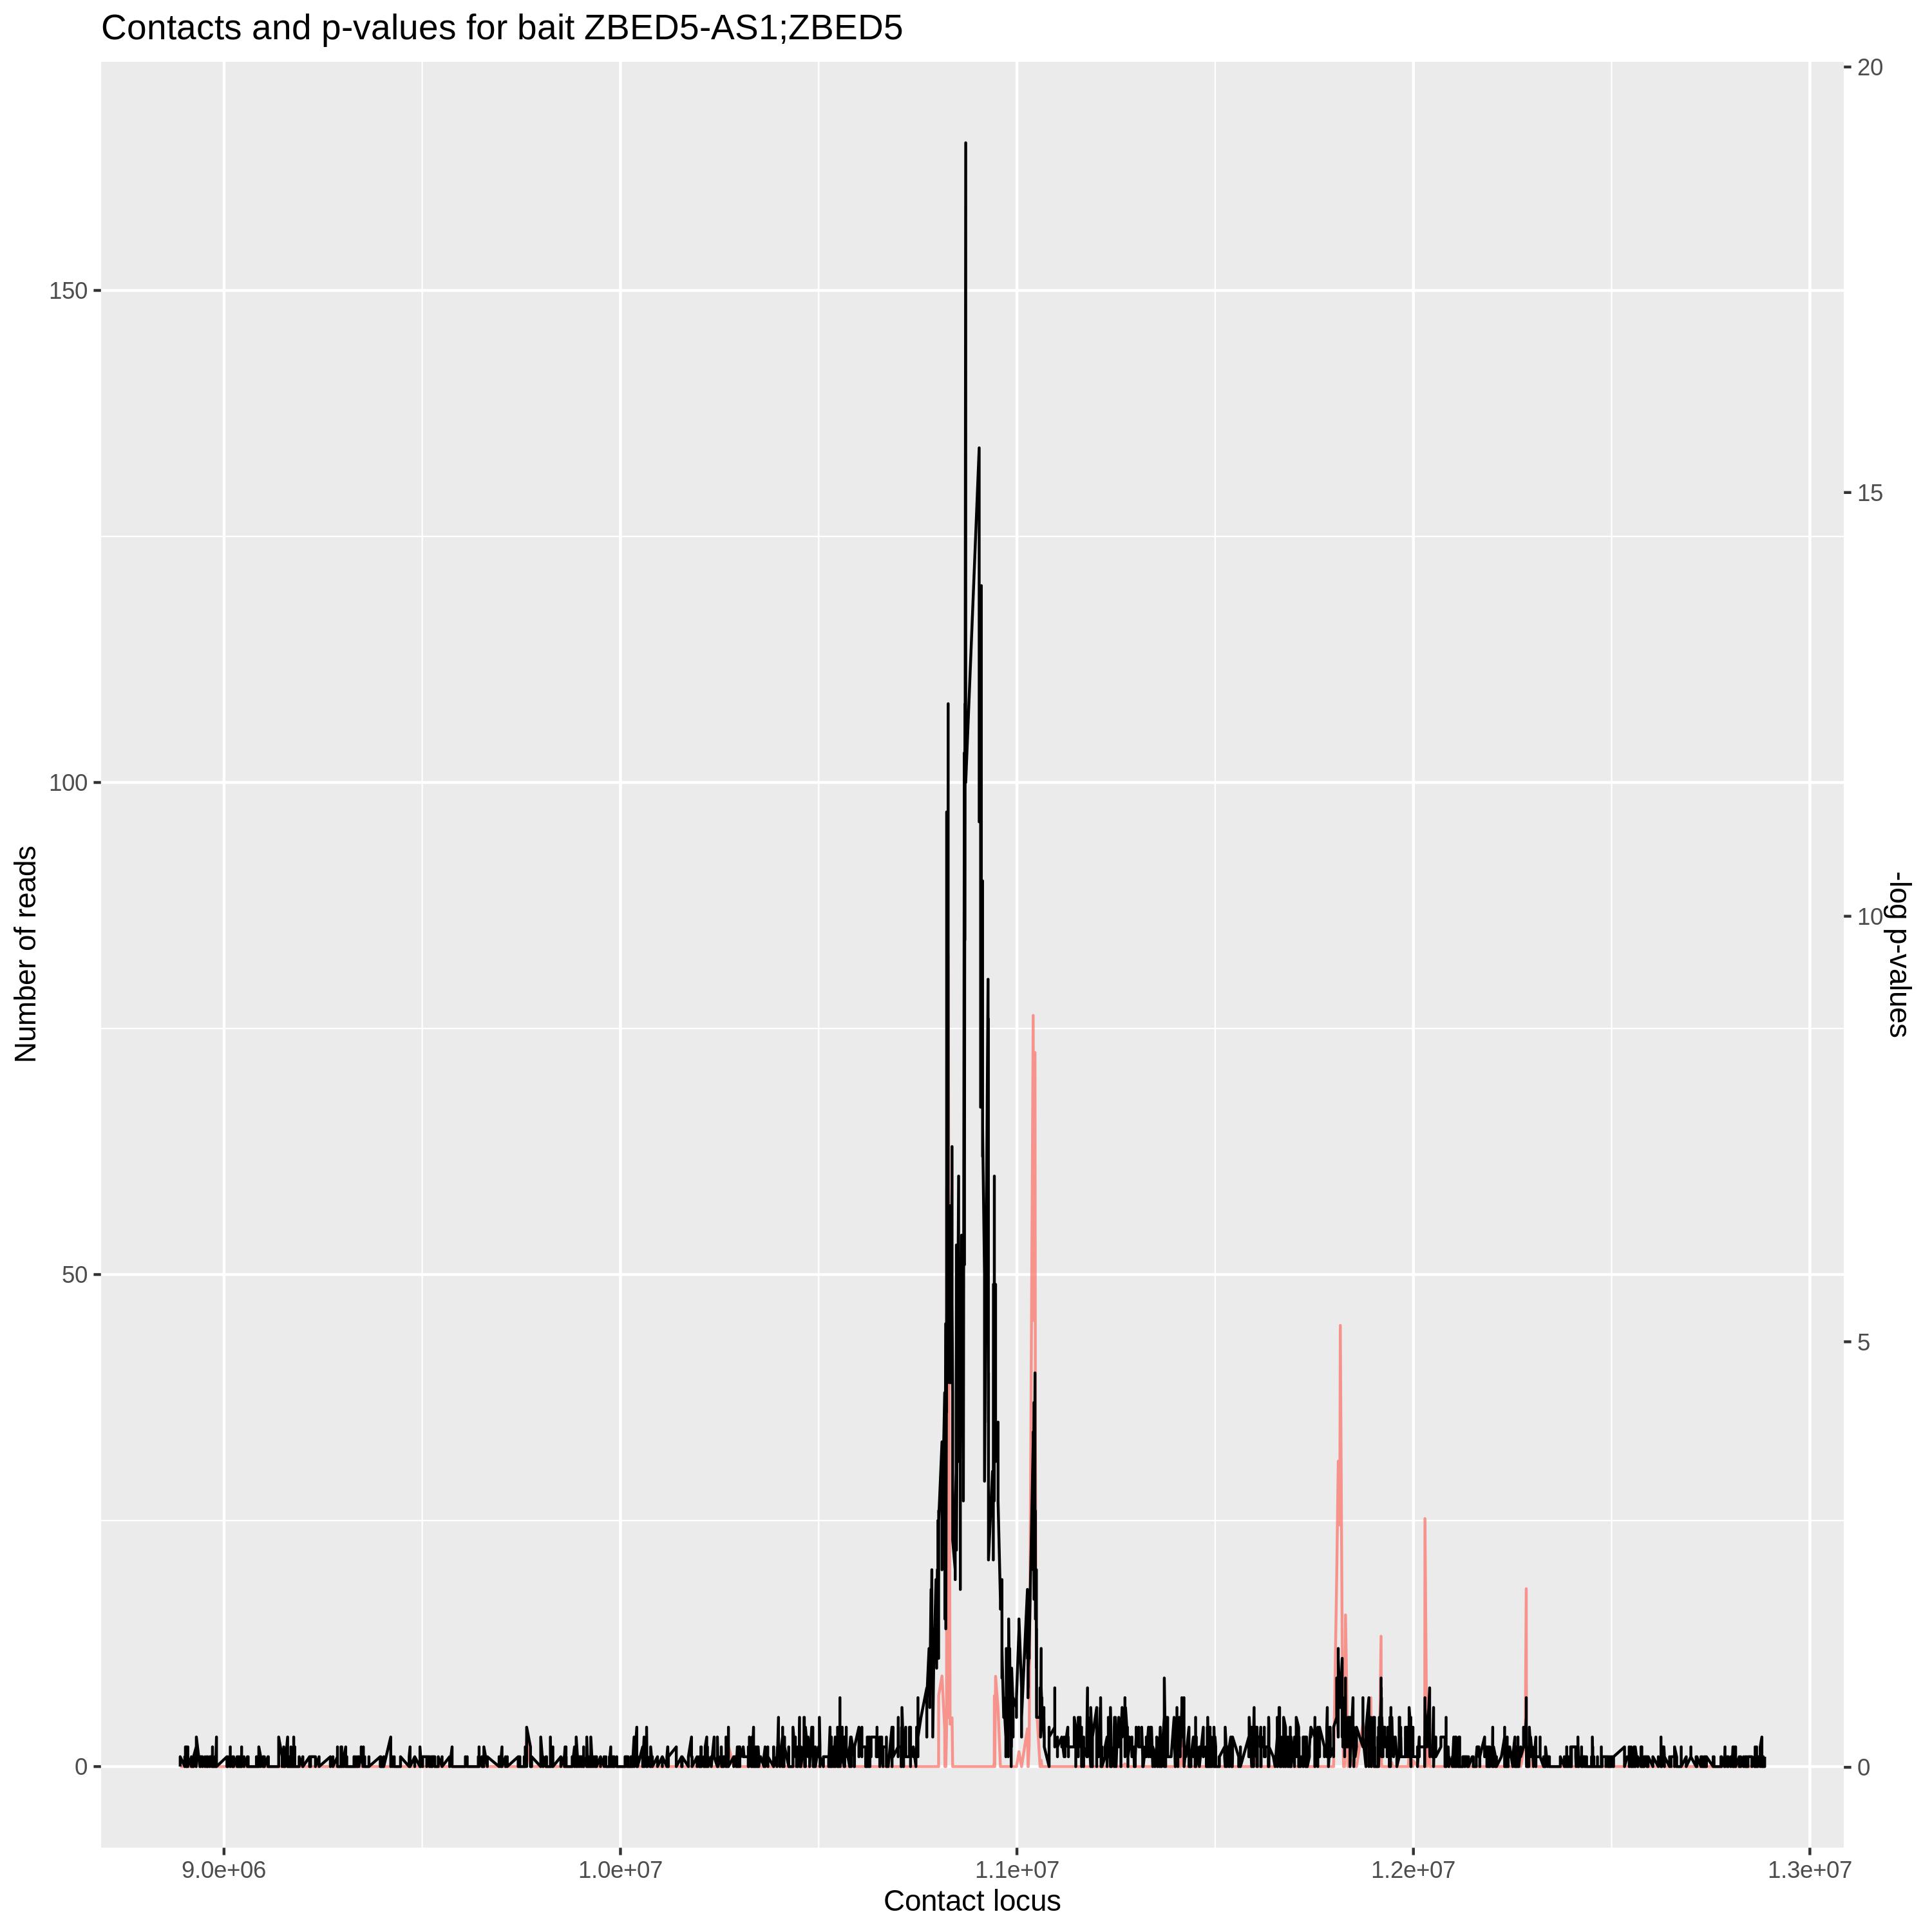 Contacts and p-values for bait ZBED5-AS1;ZBED5
150
100
50
0
Number of reads
20
15
10
5
0
-log p-values
9.0e+06
1.0e+07
1.1e+07
1.2e+07
1.3e+07
Contact locus